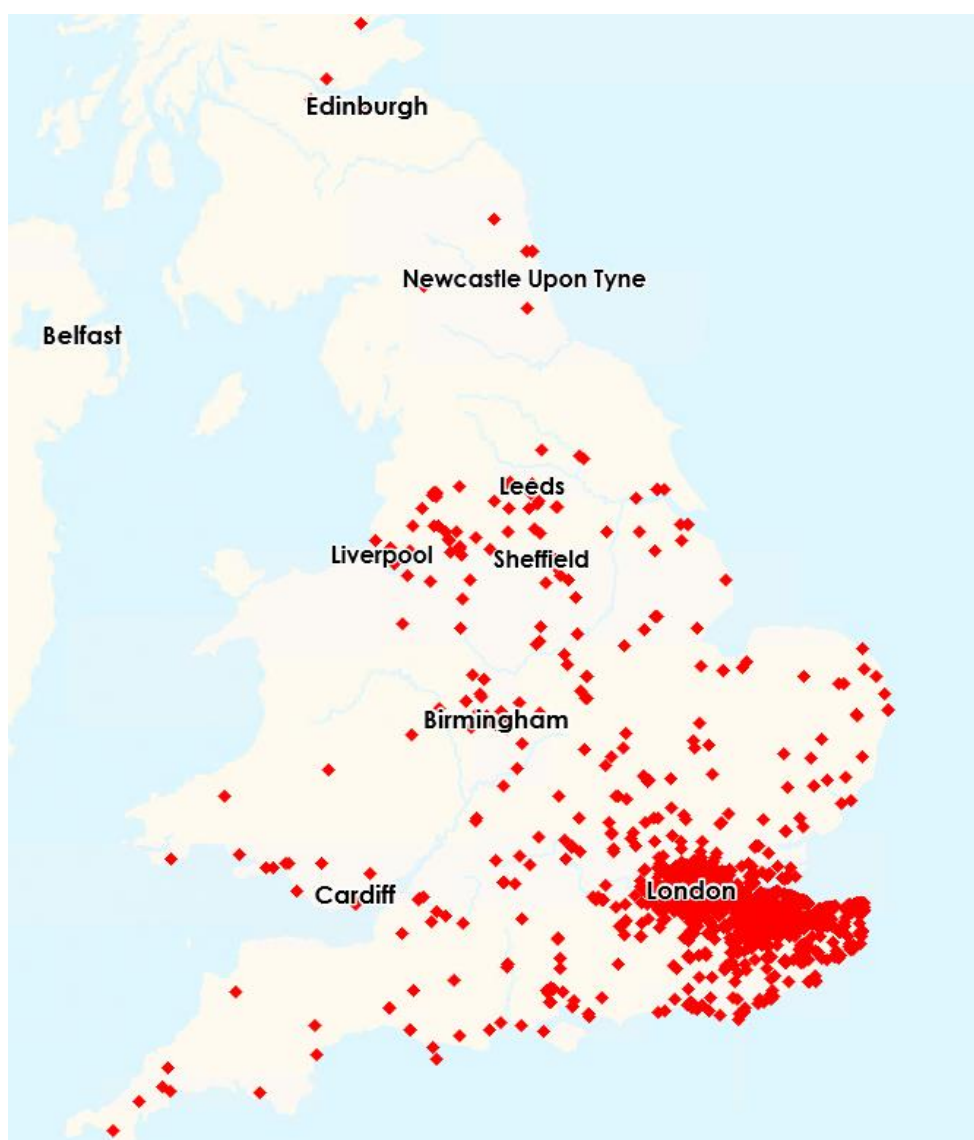 Edinburgh
Newcastle Upon Tyne
Belfast
Leeds
Liverpool
Sheffield
Birmingham
London
Cardiff